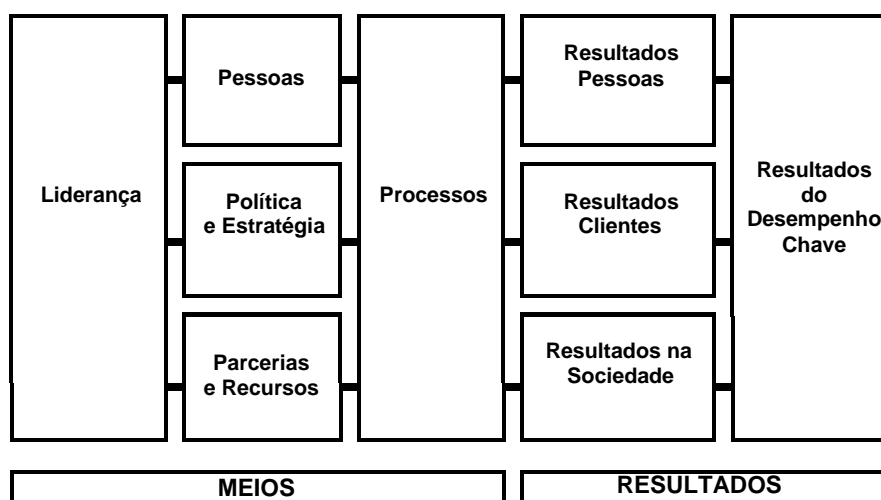 Liderança
Pessoas
Política
e Estratégia
Parcerias
e Recursos
Processos
Resultados
Pessoas
Resultados
Clientes
Resultados na
Sociedade
Resultados
do
Desempenho
Chave
MEIOS
RESULTADOS